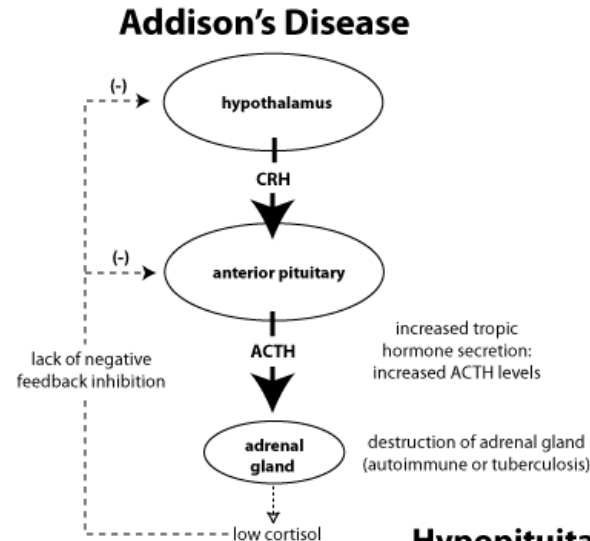 Addison's Disease
(-)
hypothalamus
CRH
(-)
anterior pituitary
ACTH
increased tropic
hormone secretion:
increased ACTH levels
lack of negative
feedback inhibition
adrenal
gland
destruction of adrenal gland
(autoimmune or tuberculosis)
low cortisol